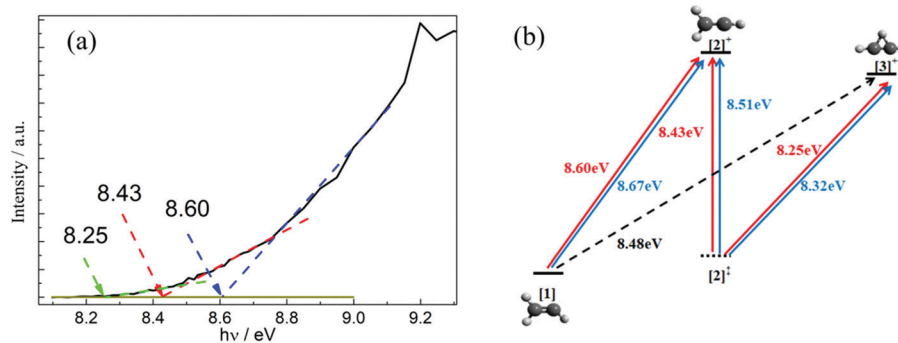 (a)
Intensity / a.u.
8.60
8.43
8.25
8.2 8.4 8.6 8.8 9.0 9.2
hν / eV
(b)
[2]⁺
[3]⁺
8.51eV
8.43eV
8.60eV
8.25eV
8.67eV
8.32eV
8.48eV
[1]
[2]‡